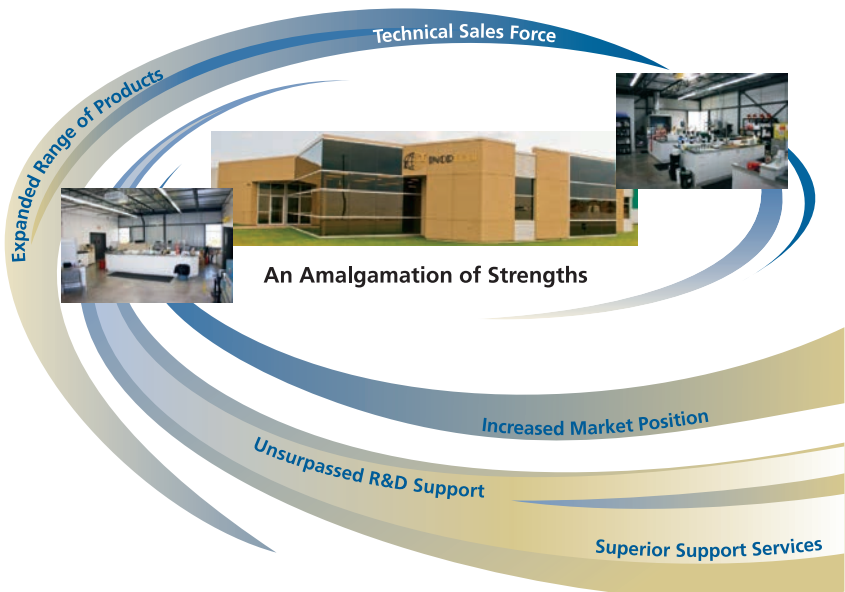 Technical Sales Force
Expanded Range of Products
An Amalgamation of Strengths
Increased Market Position
Unsurpassed R&D Support
Superior Support Services